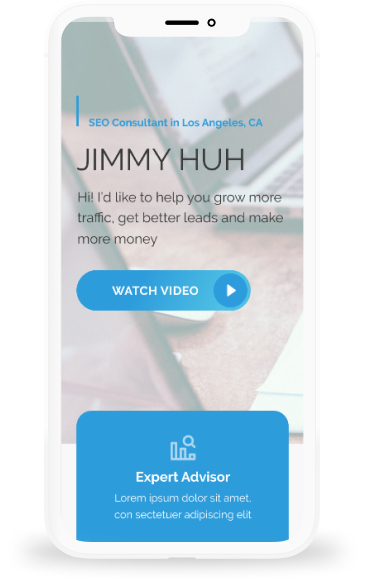 SEO Consultant in Los Angeles, CA
JIMMY HUH
Hi! I'd like to help you grow more
traffic, get better leads and make
more money
WATCH VIDEO
Expert Advisor
Lorem ipsum dolor sit amet,
con sectetuer adipiscing elit